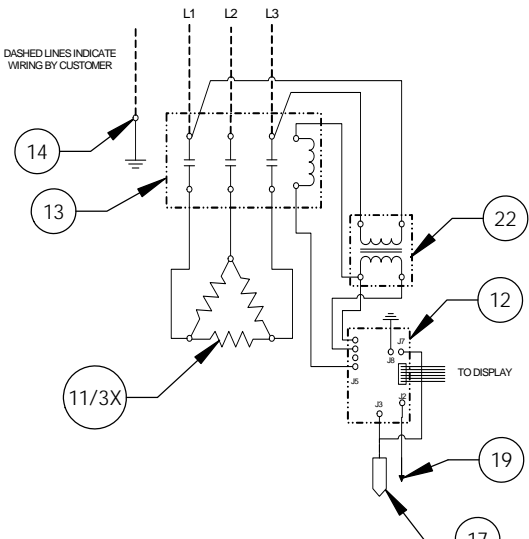 L1 L2 L3
DASHED LINES INDICATE
WIRING BY CUSTOMER
14
13
22
12
J7
J8
TO DISPLAY
J5
J2
11/3X
J3
19
17